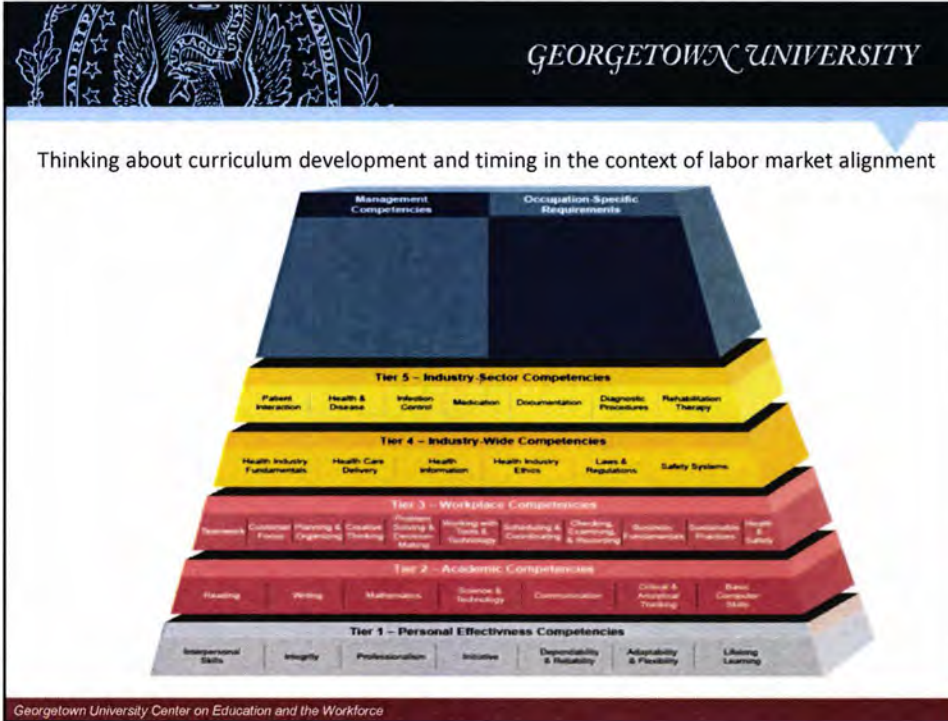 A.D. RIP
RAQUE UNUM
LANDIA
GEORGETOWN UNIVERSITY
Thinking about curriculum development and timing in the context of labor market alignment
Management Occupation-Specific
Competencies Requirements
Tier 5 – Industry-Sector Competencies
Patient Health & Infection Medication Documentation Diagnostic Rehabilitation
Interaction Disease Control Procedures Therapy
Tier 4 – Industry-Wide Competencies
Health Industry Health Care Health Health Industry Laws & Safety Systems
Fundamentals Delivery Information Ethics Regulations
Tier 3 – Workplace Competencies
Teamwork Customer Planning & Creative Problem Working with Scheduling & Checking, Business Sustainable Health
Focus Organizing Thinking Solving & Tools & Coordinating Examining, Fundamentals Practices &
Decision- Technology & Recording Safety
Making
Tier 2 – Academic Competencies
Reading Writing Mathematics Science & Communication Critical & Basic
Technology Analytical Computer
Thinking Skills
Tier 1 – Personal Effectivness Competencies
Interpersonal Integrity Professionalism Initiative Dependability Adaptability Lifelong
Skills & Reliability & Flexibility Learning
Georgetown University Center on Education and the Workforce